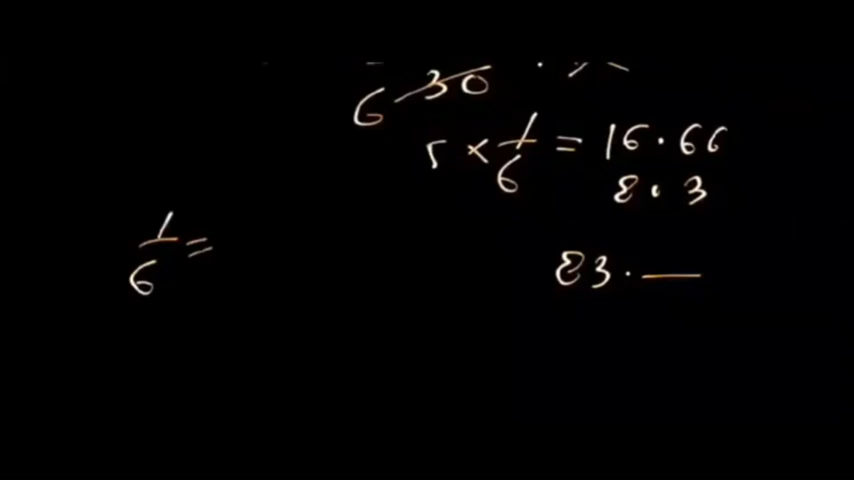 6 30
5 × 1/6 = 16.66
8.3
1/6 =
83.—